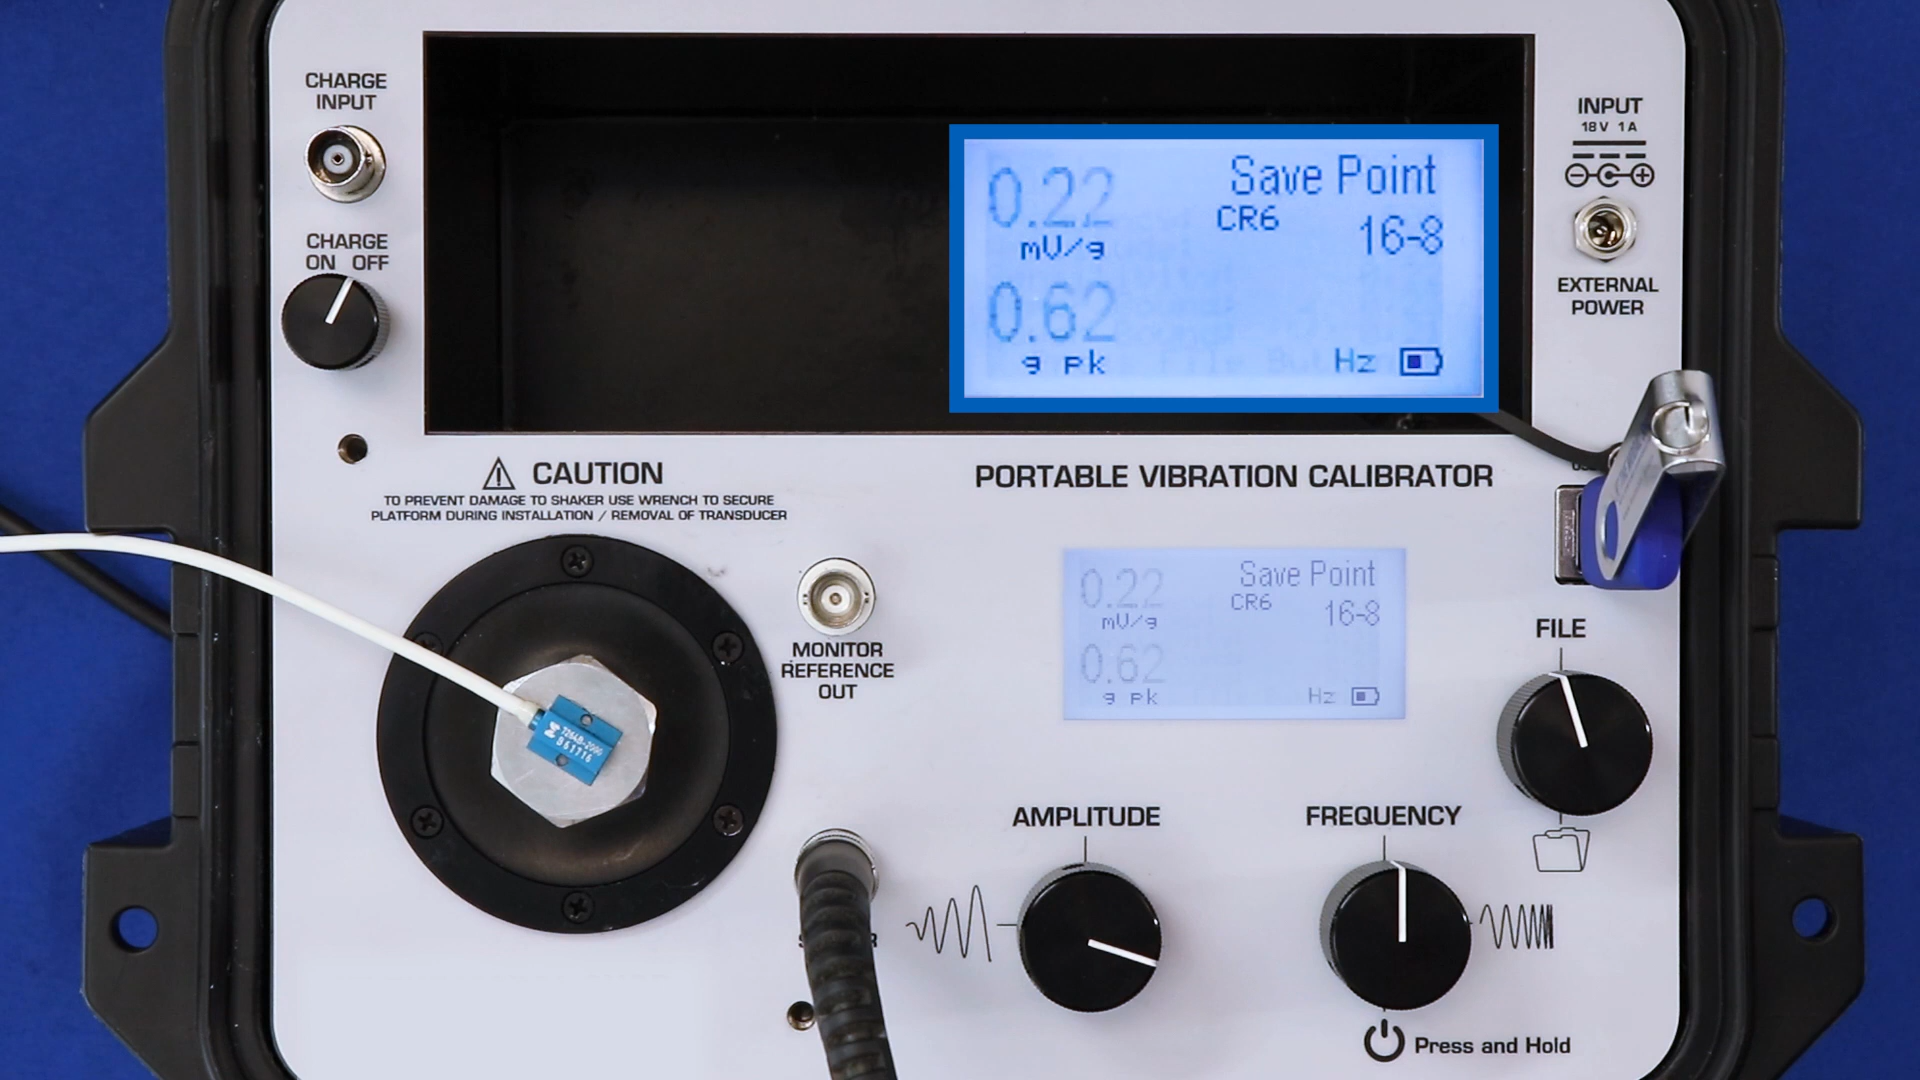 CHARGE
INPUT
CHARGE
ON OFF
0.22
mV/g
0.62
g pk
Save Point
CR6
16-8
Hz
INPUT
18V 1A
EXTERNAL
POWER
CAUTION
TO PREVENT DAMAGE TO SHAKER USE WRENCH TO SECURE
PLATFORM DURING INSTALLATION / REMOVAL OF TRANSDUCER
PORTABLE VIBRATION CALIBRATOR
7264B-2000
B61716
MONITOR
REFERENCE
OUT
0.22
mV/g
0.62
g pk
Save Point
CR6
16-8
Hz
FILE
AMPLITUDE
FREQUENCY
Press and Hold